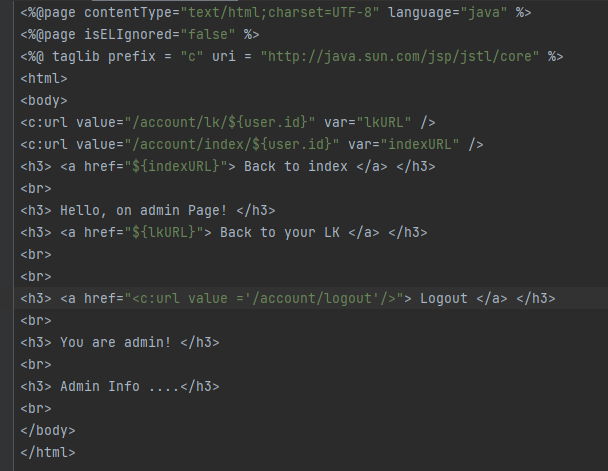 <%@page contentType="text/html;charset=UTF-8" language="java" %>
<%@page isELIgnored="false" %>
<%@ taglib prefix = "c" uri = "http://java.sun.com/jsp/jstl/core" %>
<html>
<body>
<c:url value="/account/lk/${user.id}" var="lkURL" />
<c:url value="/account/index/${user.id}" var="indexURL" />
<h3> <a href="${indexURL}"> Back to index </a> </h3>
<br>
<h3> Hello, on admin Page! </h3>
<h3> <a href="${lkURL}"> Back to your LK </a> </h3>
<br>
<br>
<h3> <a href="<c:url value ='/account/logout'/>"> Logout </a> </h3>
<br>
<h3> You are admin! </h3>
<br>
<h3> Admin Info ....</h3>
<br>
</body>
</html>